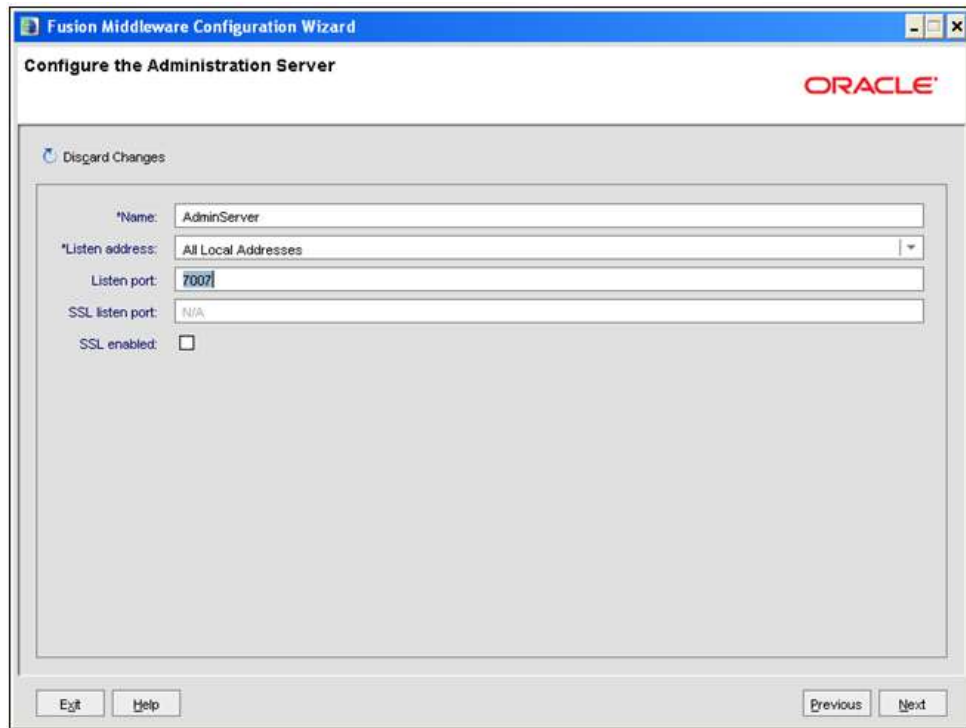 Fusion Middleware Configuration Wizard
Configure the Administration Server
ORACLE
Discard Changes
*Name: AdminServer
*Listen address: All Local Addresses
Listen port: 7007
SSL listen port: N/A
SSL enabled:
Exit Help Previous Next